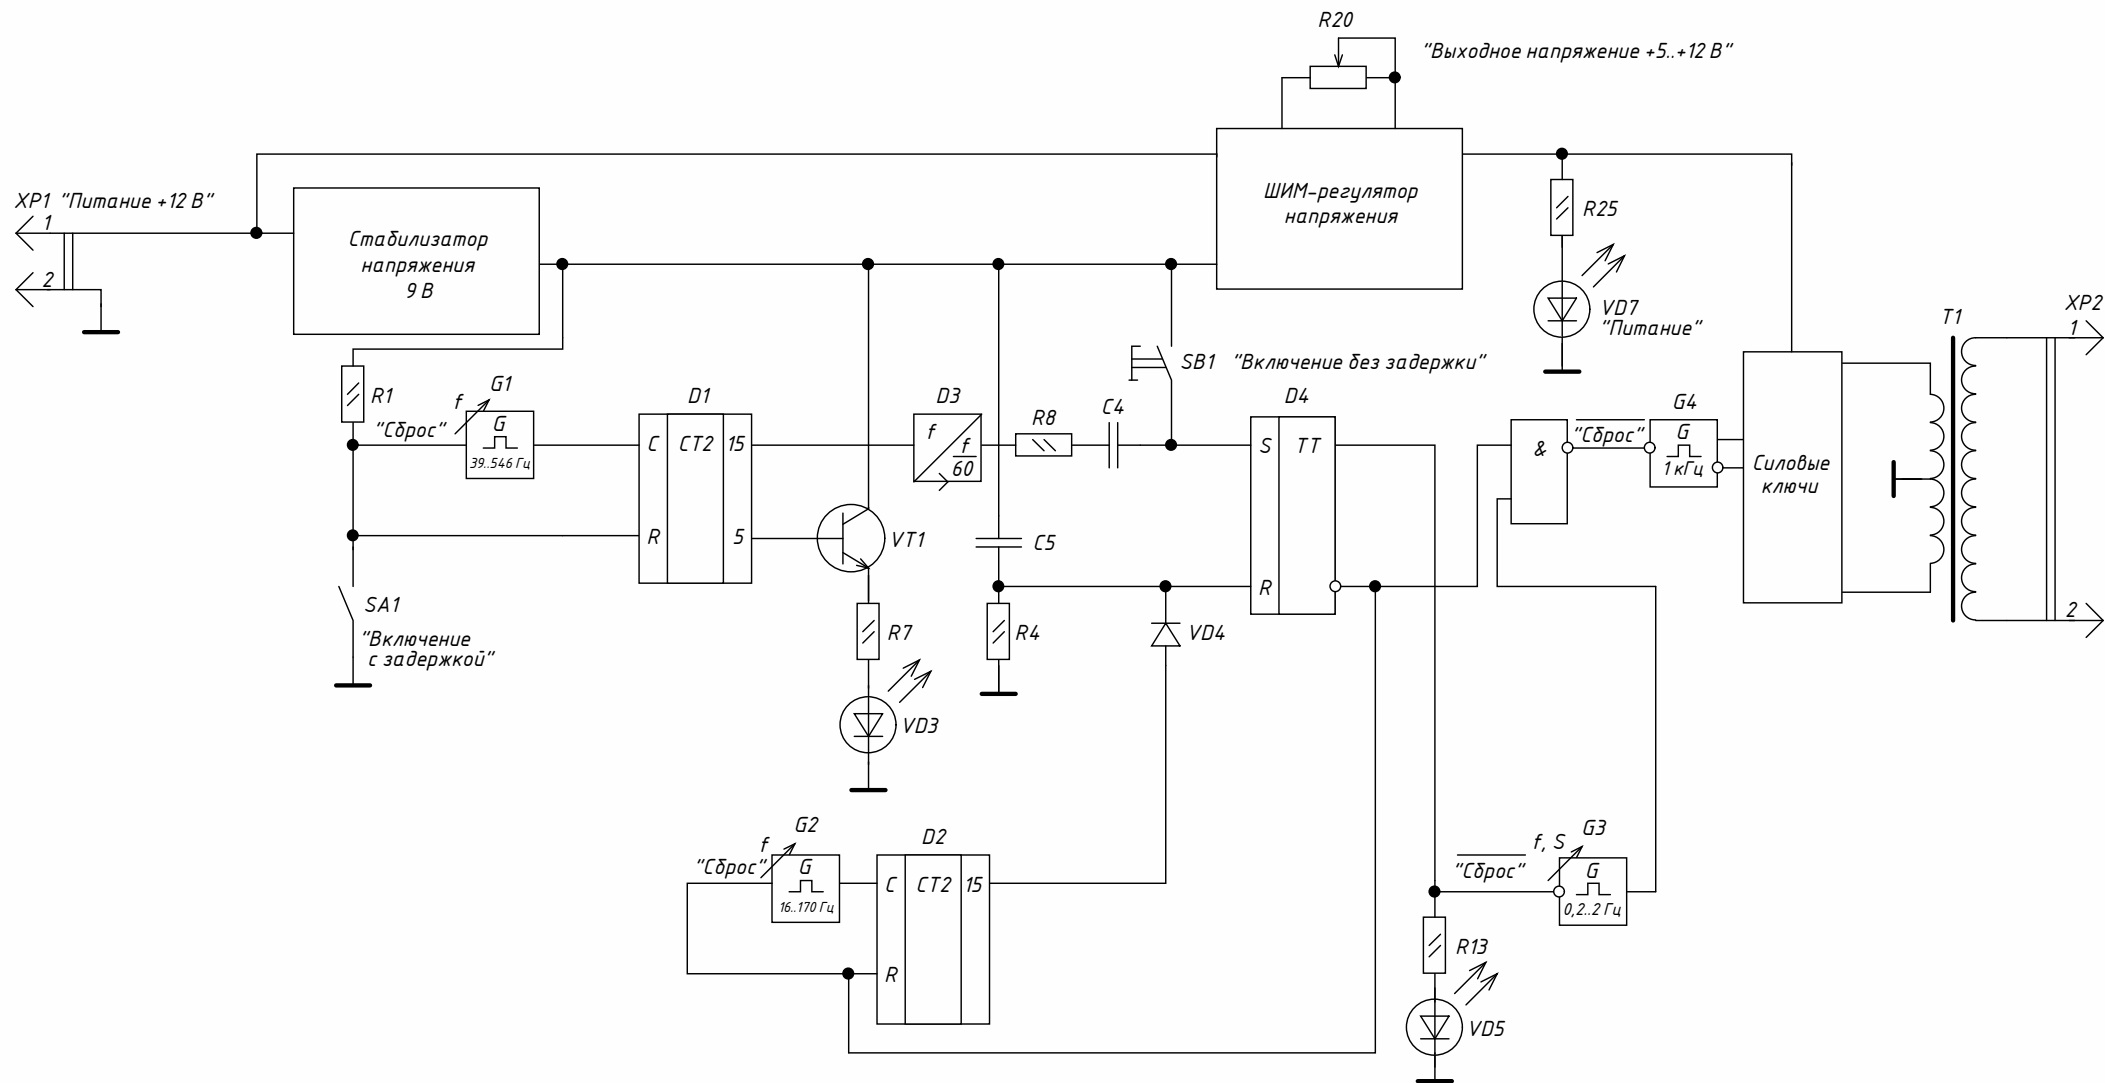 R20
"Выходное напряжение +5..+12 В"
XP1 "Питание +12 В"
1
2
Стабилизатор
напряжения
9 В
ШИМ-регулятор
напряжения
R25
VD7
"Питание"
T1
XP2
1
2
R1
"Сброс"
f
G1
G
39..546 Гц
D1
C
CT2
15
R
5
D3
f
f
60
R8
C4
SB1 "Включение без задержки"
D4
S
TT
R
&
"Сброс"
G4
G
1 кГц
Силовые
ключи
VT1
C5
SA1
"Включение
с задержкой"
R7
R4
VD4
VD3
"Сброс"
f
G2
G
16..170 Гц
D2
C
CT2
15
R
"Сброс"
f, S
G3
G
0,2..2 Гц
R13
VD5